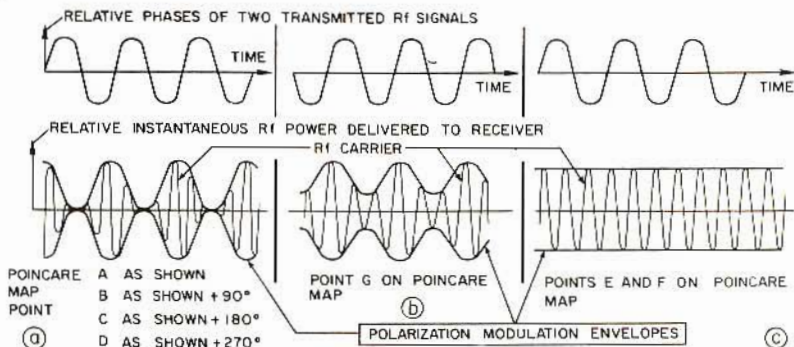 RELATIVE PHASES OF TWO TRANSMITTED Rf SIGNALS
TIME
TIME
TIME
RELATIVE INSTANTANEOUS Rf POWER DELIVERED TO RECEIVER
Rf CARRIER
POINCARE MAP POINT
A AS SHOWN
B AS SHOWN + 90°
C AS SHOWN + 180°
D AS SHOWN + 270°
(a)
POINT G ON POINCARE
MAP
(b)
POINTS E AND F ON POINCARE
MAP
(c)
POLARIZATION MODULATION ENVELOPES